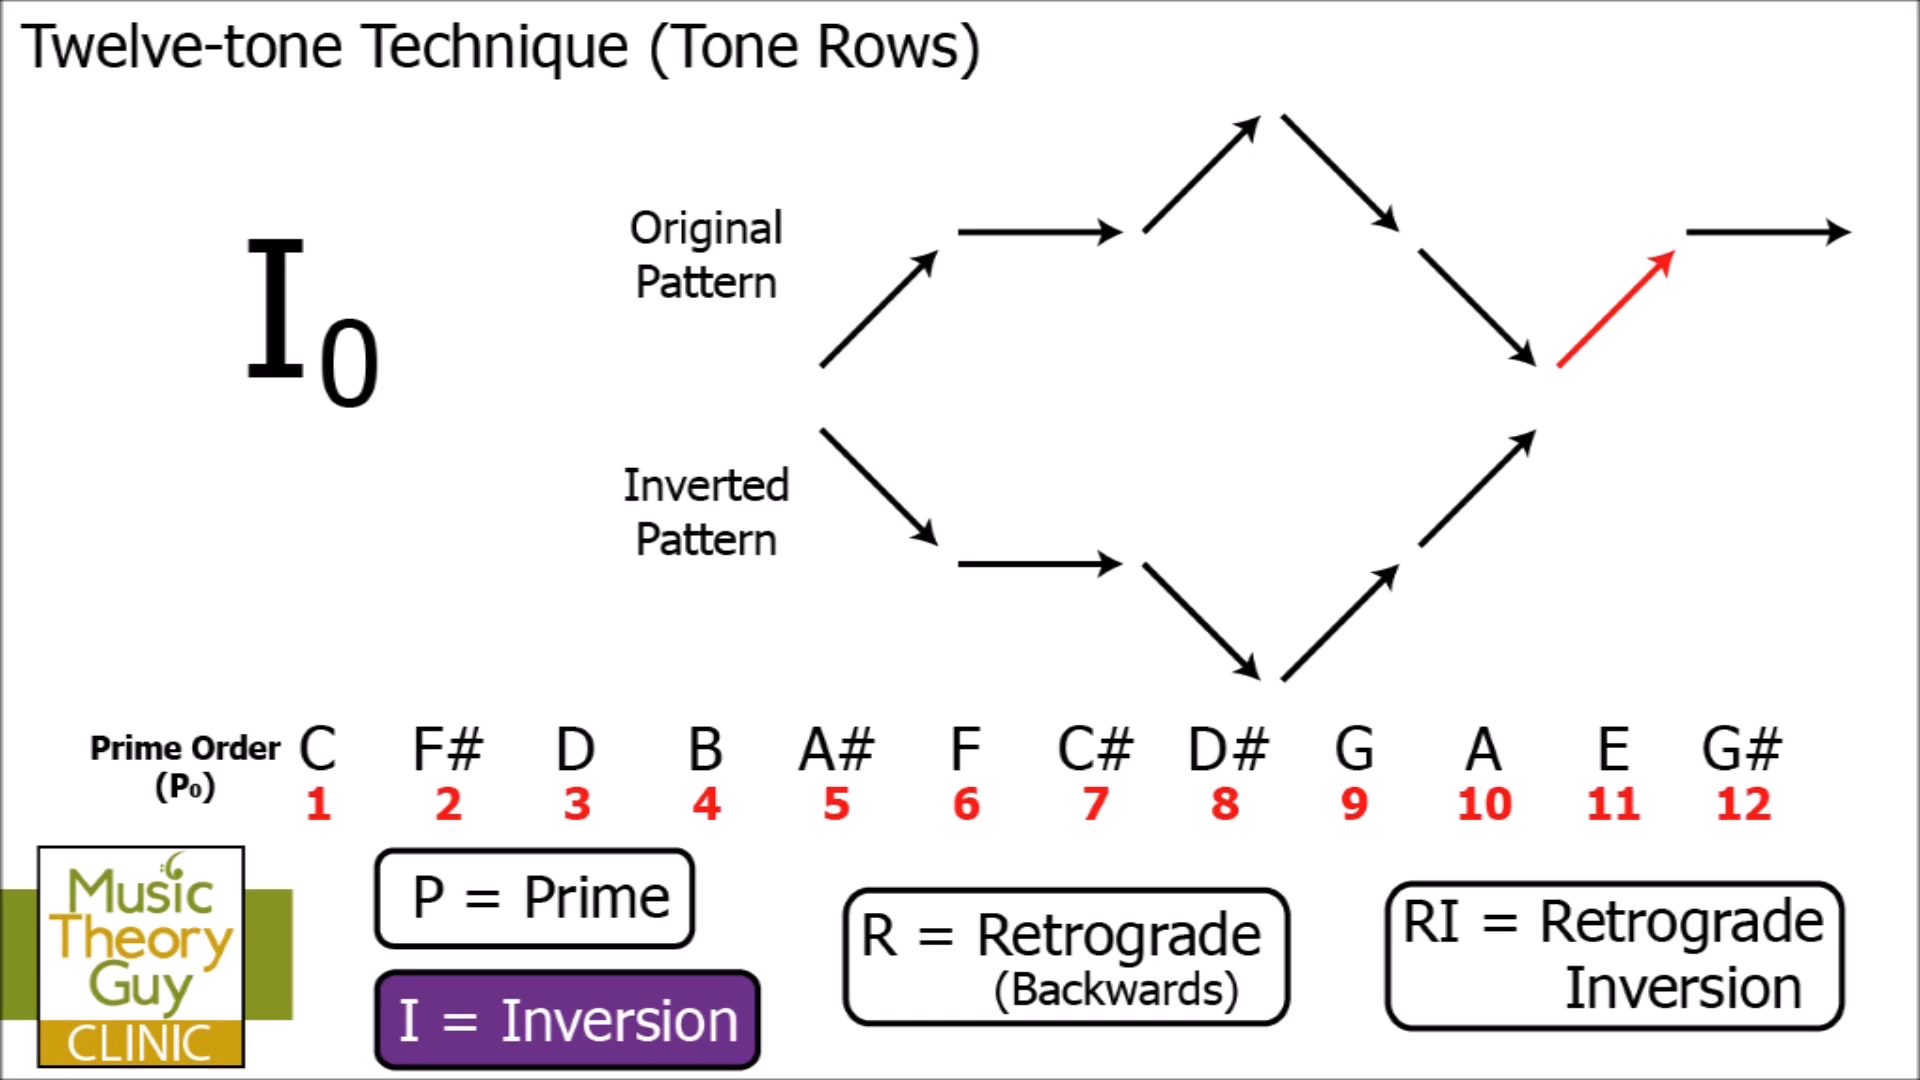 Twelve-tone Technique (Tone Rows)
I0
Original
Pattern
Inverted
Pattern
Prime Order
(P₀)
C F# D B A# F C# D# G A E G#
1 2 3 4 5 6 7 8 9 10 11 12
Music
Theory
Guy
CLINIC
P = Prime
I = Inversion
R = Retrograde
(Backwards)
RI = Retrograde
Inversion